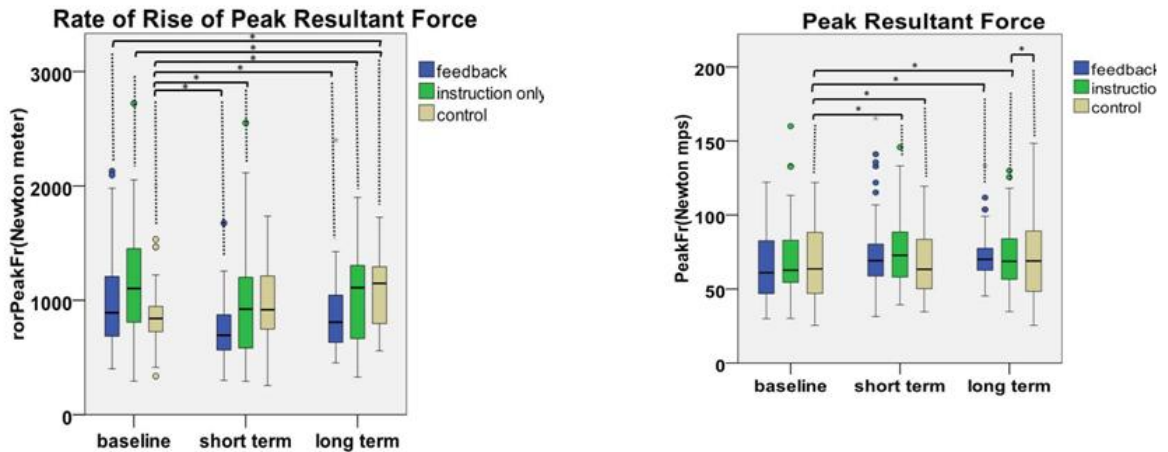 Rate of Rise of Peak Resultant Force
rorPeakFr(Newton meter)
3000
2000
1000
0
baseline
short term
long term
feedback
instruction only
control
*
*
*
*
*
*
*
Peak Resultant Force
PeakFr(Newton mps)
200
150
100
50
0
baseline
short term
long term
feedback
instructio
control
*
*
*
*
*